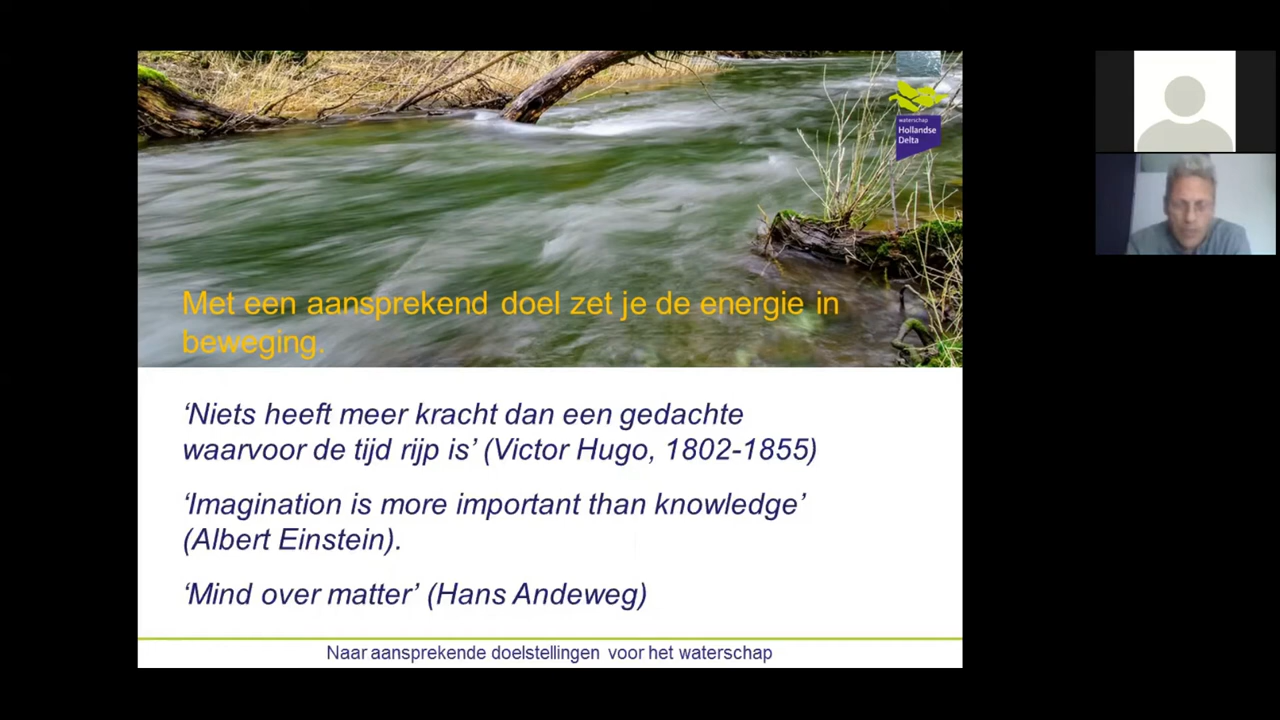 waterschap
Hollandse
Delta
Met een aansprekend doel zet je de energie in
beweging.
‘Niets heeft meer kracht dan een gedachte
waarvoor de tijd rijp is’ (Victor Hugo, 1802-1855)
‘Imagination is more important than knowledge’
(Albert Einstein).
‘Mind over matter’ (Hans Andeweg)
Naar aansprekende doelstellingen voor het waterschap